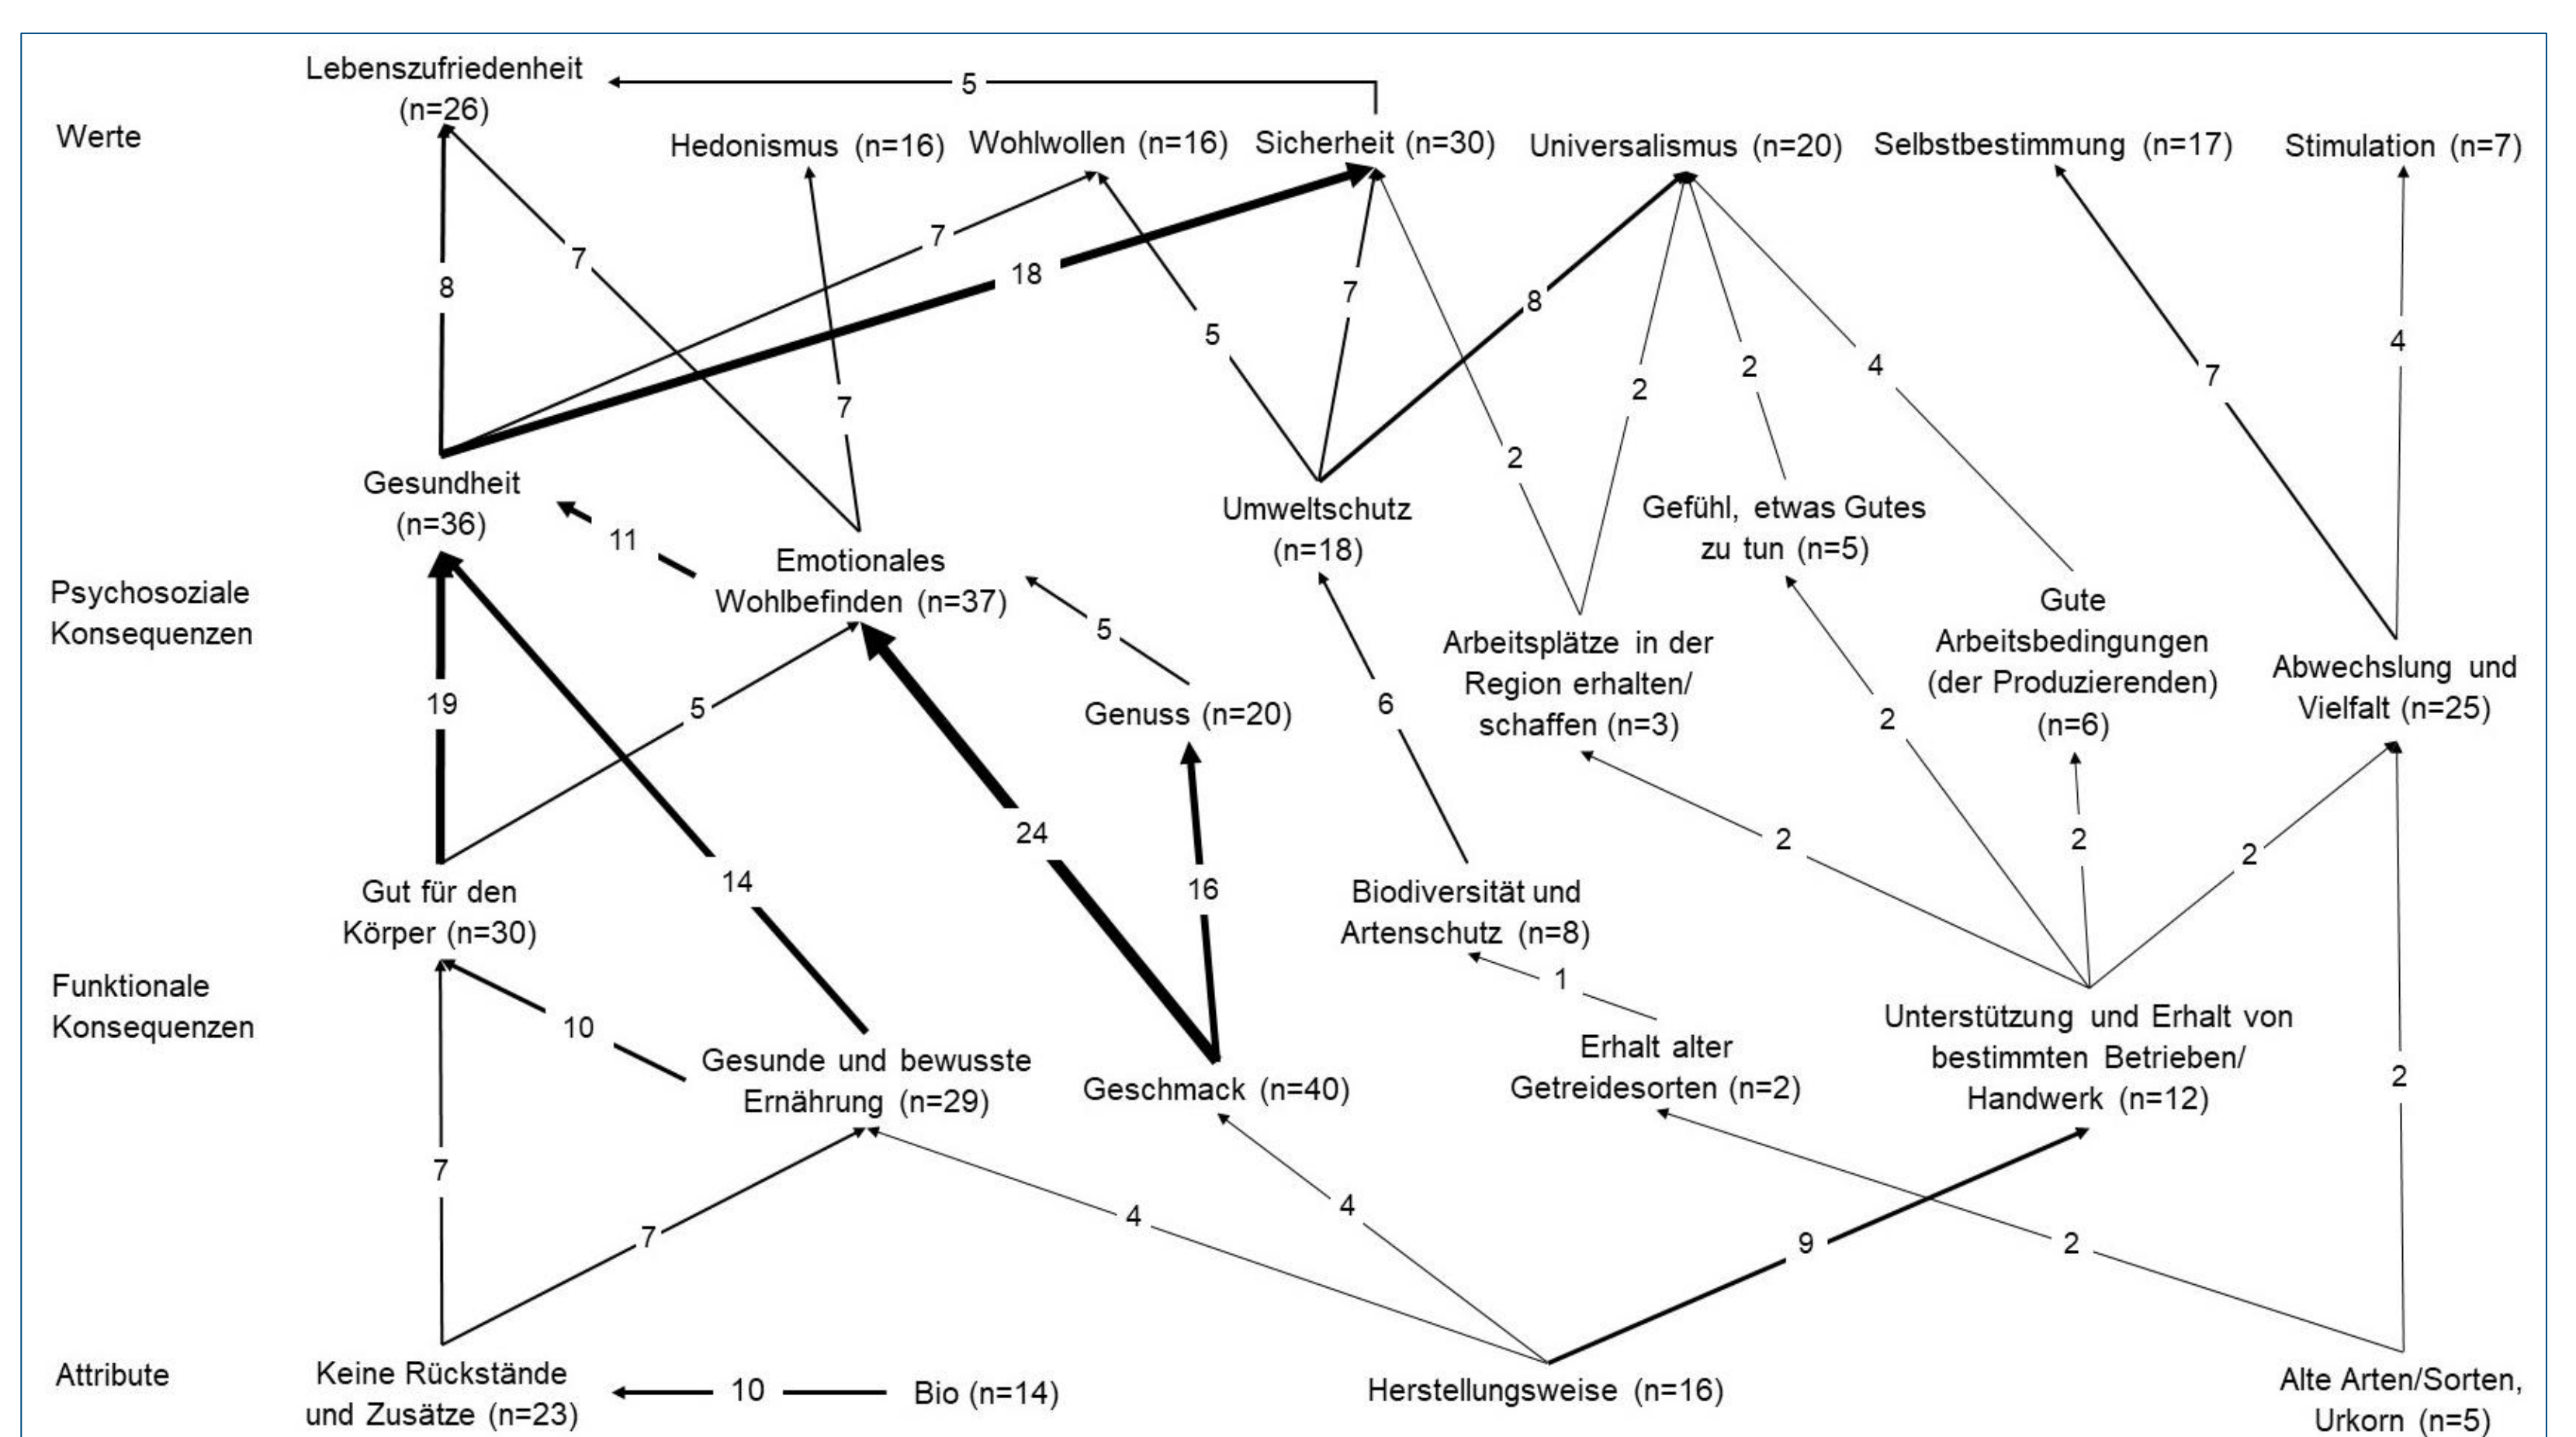 Lebenszufriedenheit
(n=26)
5
Werte
Hedonismus (n=16)
Wohlwollen (n=16)
Sicherheit (n=30)
Universalismus (n=20)
Selbstbestimmung (n=17)
Stimulation (n=7)
8
7
7
18
7
5
7
8
2
2
2
4
7
4
Gesundheit
(n=36)
11
Emotionales
Wohlbefinden (n=37)
Umweltschutz
(n=18)
Gefühl, etwas Gutes
zu tun (n=5)
Psychosoziale
Konsequenzen
5
Genuss (n=20)
Arbeitsplätze in der
Region erhalten/
schaffen (n=3)
Gute
Arbeitsbedingungen
(der Produzierenden)
(n=6)
Abwechslung und
Vielfalt (n=25)
19
5
14
24
16
6
2
2
2
2
Gut für den
Körper (n=30)
Biodiversität und
Artenschutz (n=8)
1
Funktionale
Konsequenzen
10
Gesunde und bewusste
Ernährung (n=29)
Geschmack (n=40)
Erhalt alter
Getreidesorten (n=2)
Unterstützung und Erhalt von
bestimmten Betrieben/
Handwerk (n=12)
2
7
7
4
4
9
2
Attribute
Keine Rückstände
und Zusätze (n=23)
10
Bio (n=14)
Herstellungsweise (n=16)
Alte Arten/Sorten,
Urkorn (n=5)